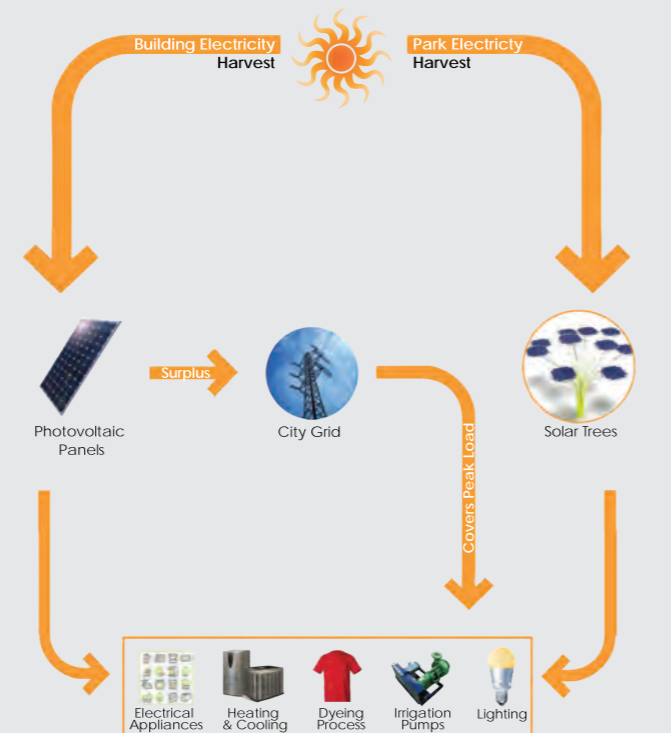 Building Electricity
Harvest
Park Electricty
Harvest
Surplus
Photovoltaic
Panels
City Grid
Solar Trees
Covers Peak Load
Electrical
Appliances
Heating
& Cooling
Dyeing
Process
Irrigation
Pumps
Lighting